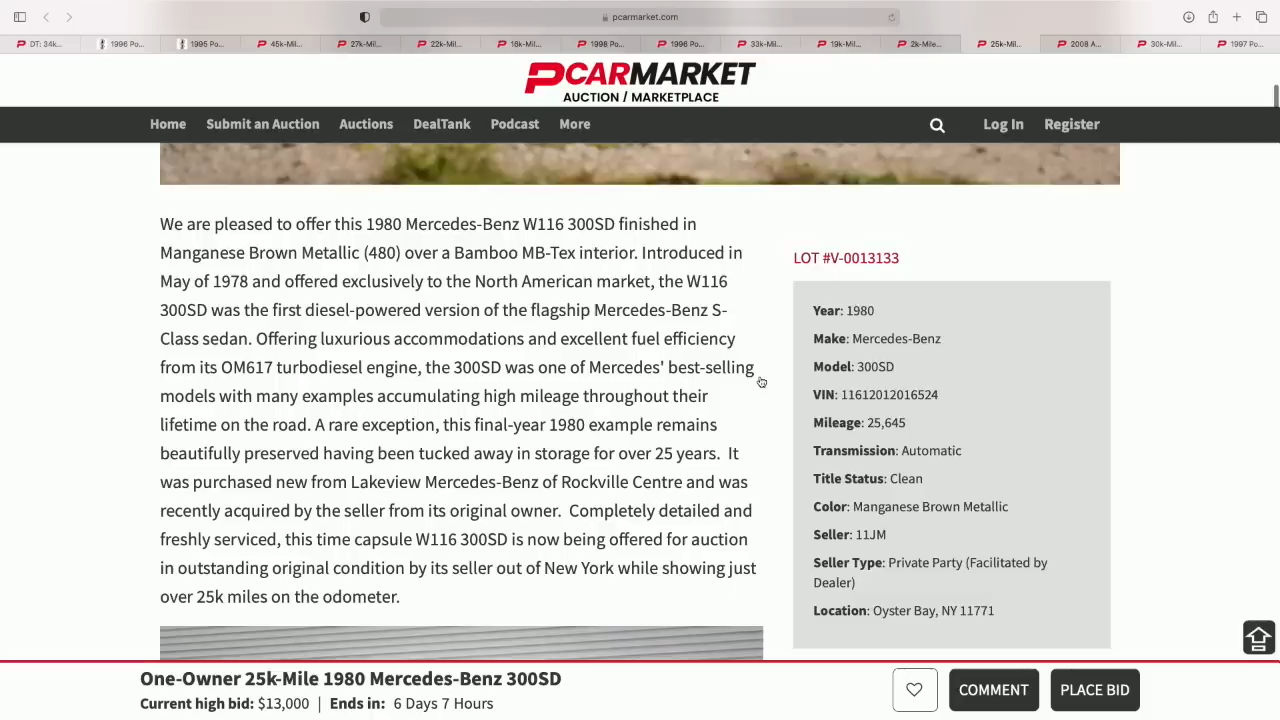 pcarmarket.com
DT: 34k...
1996 Po...
1995 Po...
45k-Mil...
27k-Mil...
22k-Mil...
16k-Mil...
1998 Po...
1996 Po...
33k-Mil...
19k-Mil...
2k-Mile...
25k-Mil...
2008 A...
30k-Mil...
1997 Po...
PCARMARKET
AUCTION / MARKETPLACE
Home
Submit an Auction
Auctions
DealTank
Podcast
More
Log In
Register
We are pleased to offer this 1980 Mercedes-Benz W116 300SD finished in
Manganese Brown Metallic (480) over a Bamboo MB-Tex interior. Introduced in
May of 1978 and offered exclusively to the North American market, the W116
300SD was the first diesel-powered version of the flagship Mercedes-Benz S-
Class sedan. Offering luxurious accommodations and excellent fuel efficiency
from its OM617 turbodiesel engine, the 300SD was one of Mercedes' best-selling
models with many examples accumulating high mileage throughout their
lifetime on the road. A rare exception, this final-year 1980 example remains
beautifully preserved having been tucked away in storage for over 25 years. It
was purchased new from Lakeview Mercedes-Benz of Rockville Centre and was
recently acquired by the seller from its original owner. Completely detailed and
freshly serviced, this time capsule W116 300SD is now being offered for auction
in outstanding original condition by its seller out of New York while showing just
over 25k miles on the odometer.
LOT #V-0013133
Year: 1980
Make: Mercedes-Benz
Model: 300SD
VIN: 11612012016524
Mileage: 25,645
Transmission: Automatic
Title Status: Clean
Color: Manganese Brown Metallic
Seller: 11JM
Seller Type: Private Party (Facilitated by
Dealer)
Location: Oyster Bay, NY 11771
One-Owner 25k-Mile 1980 Mercedes-Benz 300SD
Current high bid: $13,000 | Ends in: 6 Days 7 Hours
COMMENT
PLACE BID